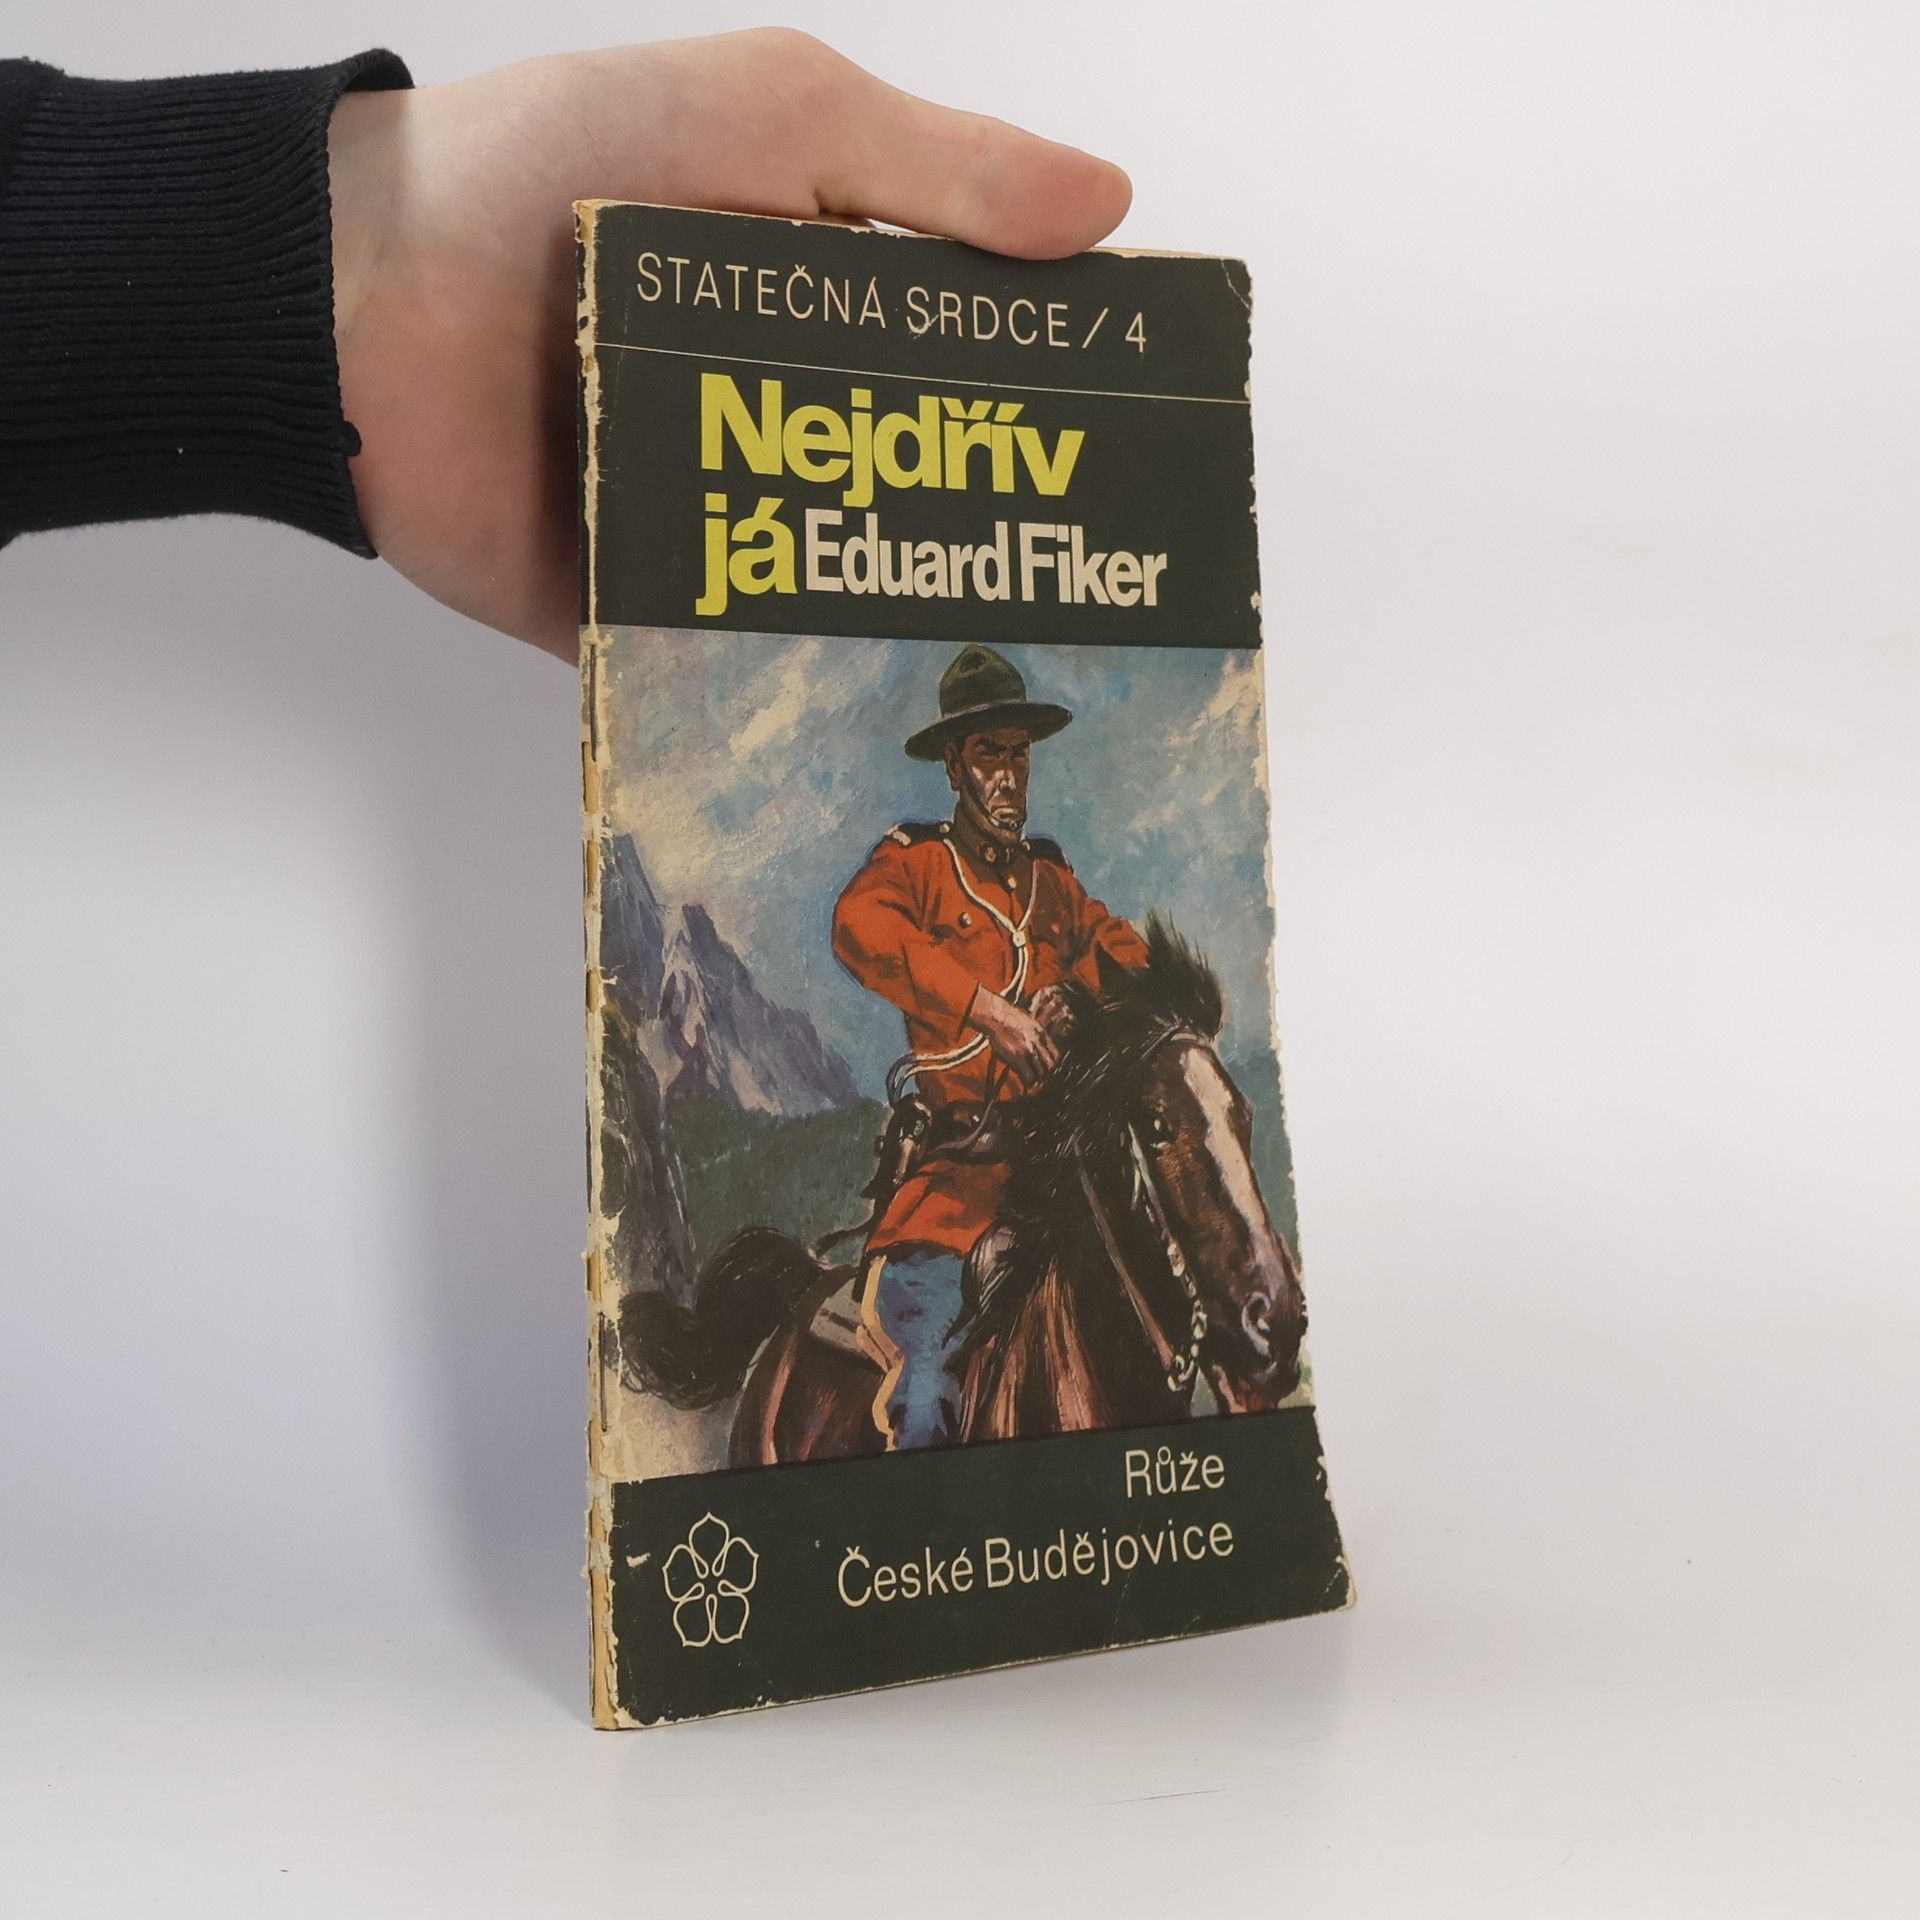 STATEČNÁ SRDCE / 4
Nejdřív
já Eduard Fiker
Růže
České Budějovice